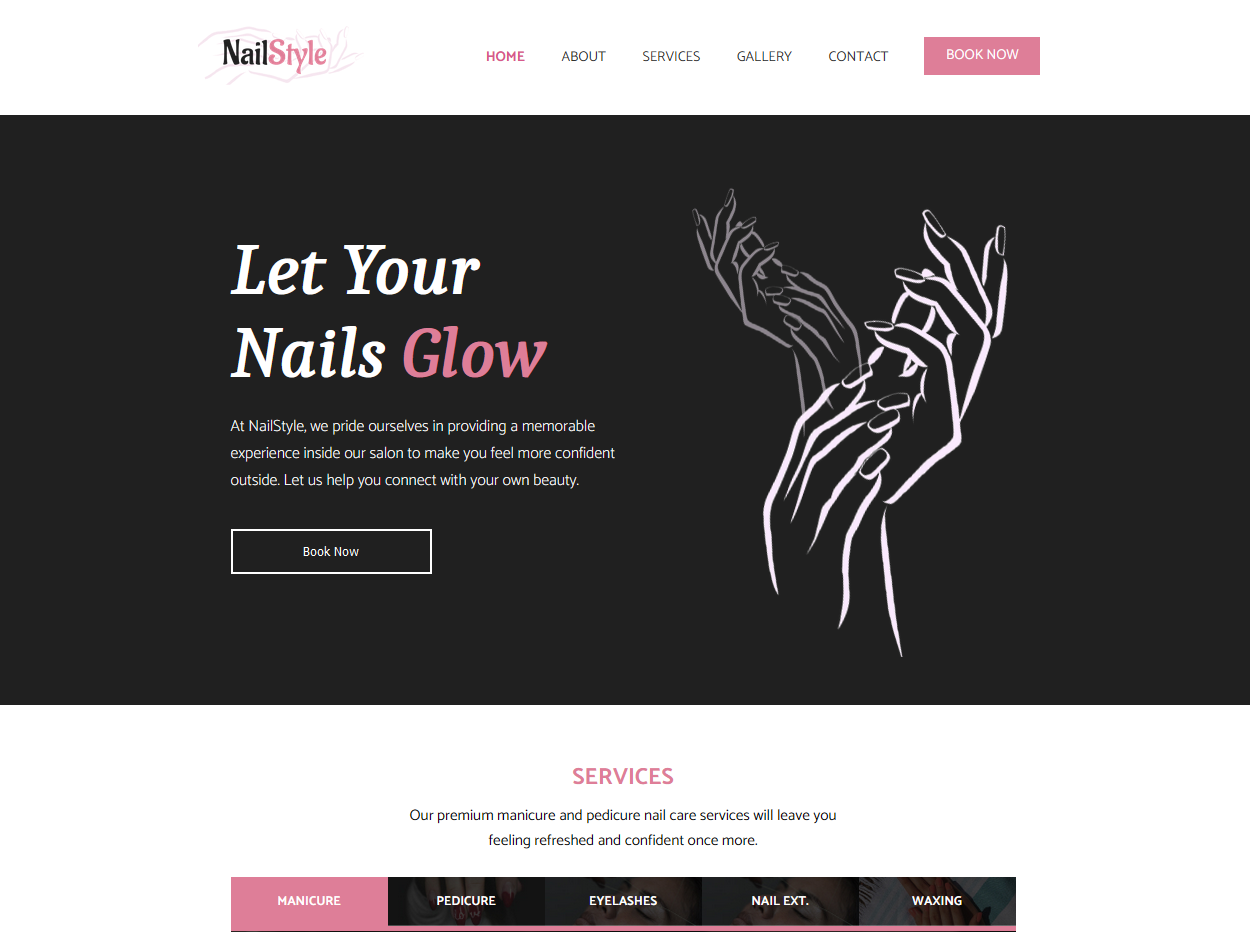 NailStyle
HOME ABOUT SERVICES GALLERY CONTACT BOOK NOW
Let Your
Nails Glow
At NailStyle, we pride ourselves in providing a memorable
experience inside our salon to make you feel more confident
outside. Let us help you connect with your own beauty.
Book Now
SERVICES
Our premium manicure and pedicure nail care services will leave you
feeling refreshed and confident once more.
MANICURE PEDICURE EYELASHES NAIL EXT. WAXING